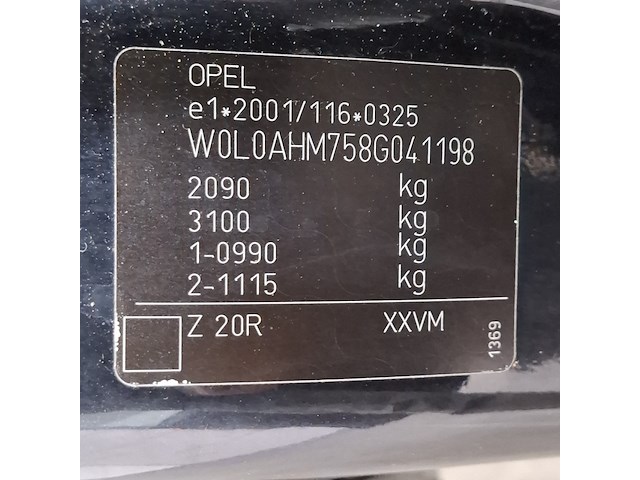 OPEL
e1*2001/116*0325
W0L0AHM758G041198
2090 kg
3100 kg
1-0990 kg
2-1115 kg
Z 20R XXVM
1369